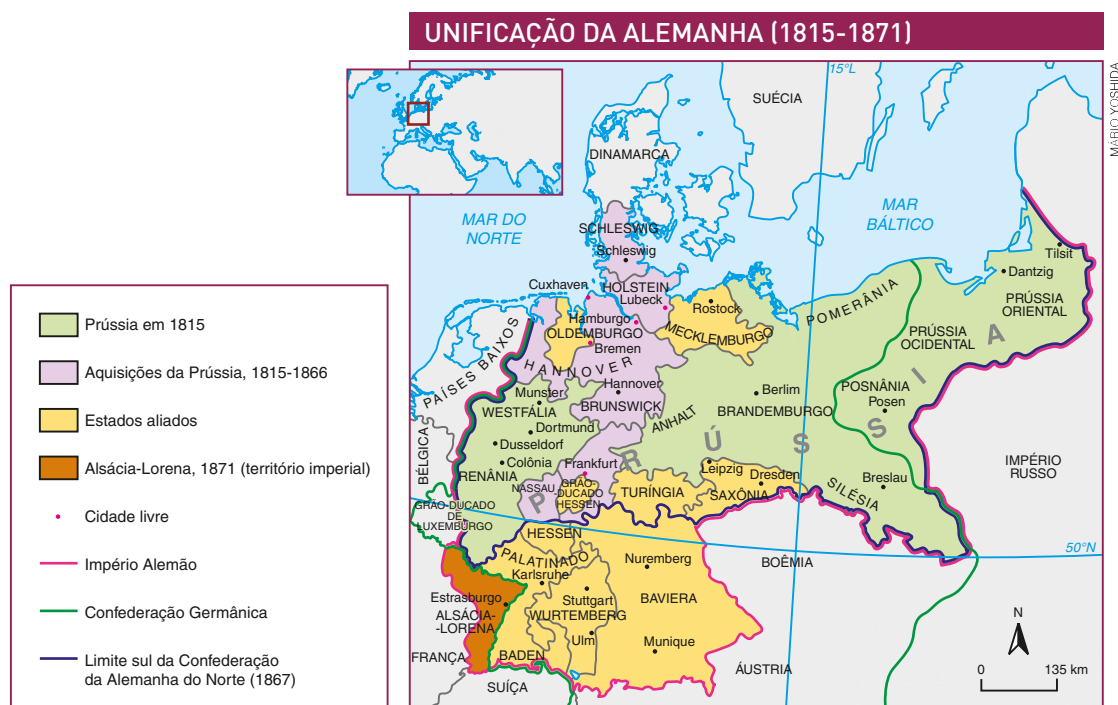 UNIFICAÇÃO DA ALEMANHA (1815-1871)
MÁRIO YOSHIDA
15°L
SUÉCIA
DINAMARCA
MAR DO
NORTE
MAR
BÁLTICO
SCHLESWIG
Schleswig
Tilsit
Dantzig
Cuxhaven
HOLSTEIN
Lubeck
Rostock
POMERÂNIA
PRÚSSIA
ORIENTAL
Hamburgo
OLDEMBURGO
MECKLEMBURGO
Bremen
PRÚSSIA
OCIDENTAL
PAÍSES BAIXOS
HANNOVER
Hannover
Berlim
POSNÂNIA
Posen
Munster
WESTFÁLIA
BRUNSWICK
ANHALT
BRANDEMBURGO
PRÚSSIA
Dortmund
Dusseldorf
BÉLGICA
Colônia
RENÂNIA
Frankfurt
Leipzig
Dresden
Breslau
IMPÉRIO
RUSSO
NASSAU
GRÃO-
-DUCADO
HESSEN
TURÍNGIA
SAXÔNIA
SILÉSIA
GRÃO-DUCADO
DE
LUXEMBURGO
50°N
HESSEN
BOÊMIA
PALATINADO
Nuremberg
Karlsruhe
Estrasburgo
Stuttgart
BAVIERA
ALSÁCIA-
-LORENA
WURTEMBERG
Ulm
Munique
FRANÇA
BADEN
ÁUSTRIA
SUÍÇA
N
0 135 km
Prússia em 1815
Aquisições da Prússia, 1815-1866
Estados aliados
Alsácia-Lorena, 1871 (território imperial)
Cidade livre
Império Alemão
Confederação Germânica
Limite sul da Confederação
da Alemanha do Norte (1867)